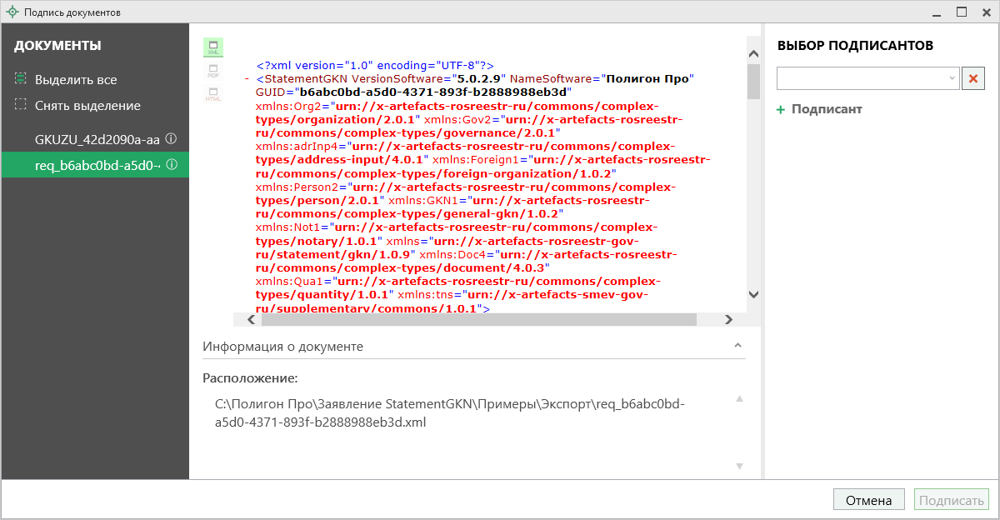 Подпись документов
ДОКУМЕНТЫ
Выделить все
Снять выделение
GKUZU_42d2090a-aa
req_b6abc0bd-a5d0-
XML
PDF
HTML
<?xml version="1.0" encoding="UTF-8"?>
- <StatementGKN VersionSoftware="5.0.2.9" NameSoftware="Полигон Про"
GUID="b6abc0bd-a5d0-4371-893f-b2888988eb3d"
xmlns:Org2="urn://x-artefacts-rosreestr-ru/commons/complex-
types/organization/2.0.1" xmlns:Gov2="urn://x-artefacts-rosreestr-
ru/commons/complex-types/governance/2.0.1"
xmlns:adrInp4="urn://x-artefacts-rosreestr-ru/commons/complex-
types/address-input/4.0.1" xmlns:Foreign1="urn://x-artefacts-rosreestr-
ru/commons/complex-types/foreign-organization/1.0.2"
xmlns:Person2="urn://x-artefacts-rosreestr-ru/commons/complex-
types/person/2.0.1" xmlns:GKN1="urn://x-artefacts-rosreestr-
ru/commons/complex-types/general-gkn/1.0.2"
xmlns:Not1="urn://x-artefacts-rosreestr-ru/commons/complex-
types/notary/1.0.1" xmlns="urn://x-artefacts-rosreestr-gov-
ru/statement/gkn/1.0.9" xmlns:Doc4="urn://x-artefacts-rosreestr-
ru/commons/complex-types/document/4.0.3"
xmlns:Qua1="urn://x-artefacts-rosreestr-ru/commons/complex-
types/quantity/1.0.1" xmlns:tns="urn://x-artefacts-smev-gov-
ru/supplementary/commons/1.0.1">
Информация о документе
Расположение:
C:\Полигон Про\Заявление StatementGKN\Примеры\Экспорт\req_b6abc0bd-
a5d0-4371-893f-b2888988eb3d.xml
ВЫБОР ПОДПИСАНТОВ
+ Подписант
Отмена
Подписать